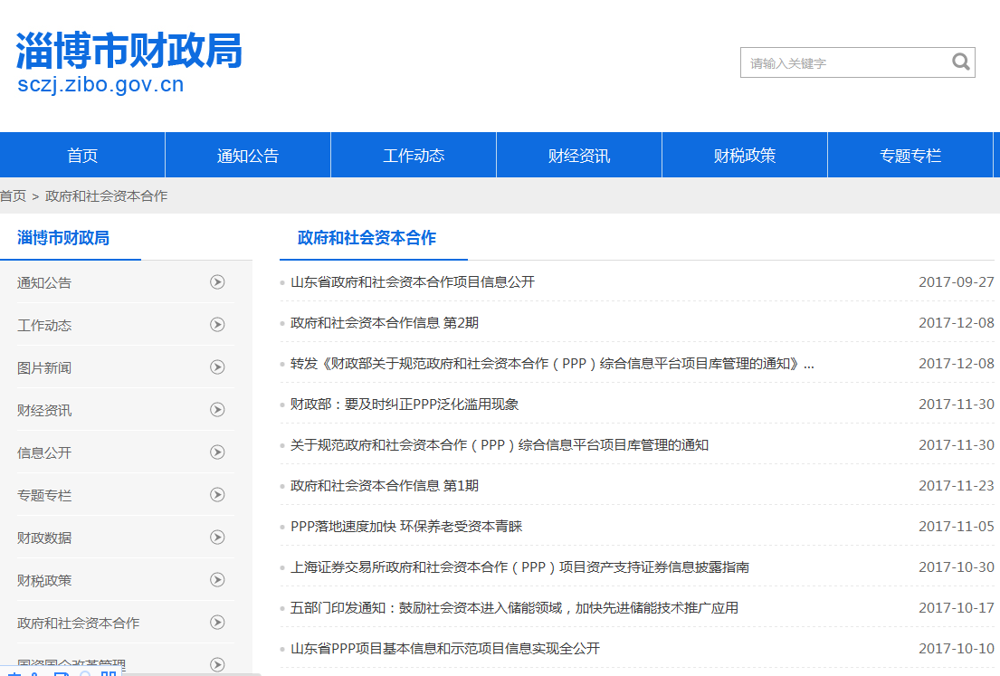 淄博市财政局
sczj.zibo.gov.cn
请输入关键字
首页 通知公告 工作动态 财经资讯 财税政策 专题专栏
首页 > 政府和社会资本合作
淄博市财政局
通知公告
工作动态
图片新闻
财经资讯
信息公开
专题专栏
财政数据
财税政策
政府和社会资本合作
国资国企改革管理
政府和社会资本合作
山东省政府和社会资本合作项目信息公开 2017-09-27
政府和社会资本合作信息 第2期 2017-12-08
转发《财政部关于规范政府和社会资本合作（PPP）综合信息平台项目库管理的通知》... 2017-12-08
财政部：要及时纠正PPP泛化滥用现象 2017-11-30
关于规范政府和社会资本合作（PPP）综合信息平台项目库管理的通知 2017-11-30
政府和社会资本合作信息 第1期 2017-11-23
PPP落地速度加快 环保养老受资本青睐 2017-11-05
上海证券交易所政府和社会资本合作（PPP）项目资产支持证券信息披露指南 2017-10-30
五部门印发通知：鼓励社会资本进入储能领域，加快先进储能技术推广应用 2017-10-17
山东省PPP项目基本信息和示范项目信息实现全公开 2017-10-10